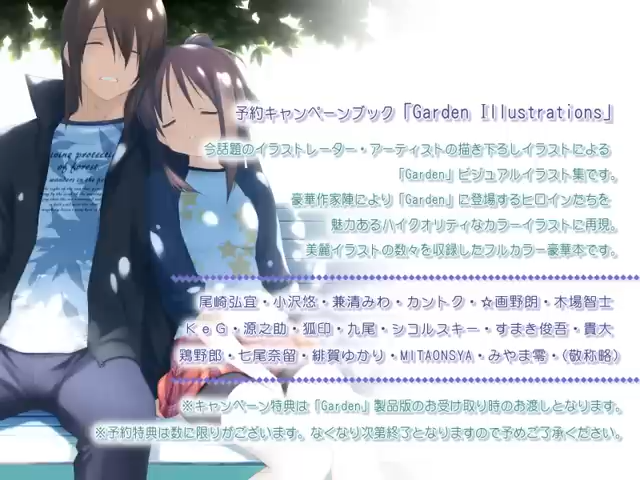 予約キャンペーンブック「Garden Illustrations」
今話題のイラストレーター・アーティストの描き下ろしイラストによる
「Garden」ビジュアルイラスト集です。
豪華作家陣により「Garden」に登場するヒロインたちを
魅力あるハイクオリティなカラーイラストに再現。
美麗イラストの数々を収録したフルカラー豪華本です。
尾崎弘宜・小沢悠・兼清みわ・カントク・☆画野朗・木場智士
KeG・源之助・狐印・九尾・シコルスキー・すまき俊吾・貴大
鶏野郎・七尾奈留・緋賀ゆかり・MITAONSYA・みやま零・(敬称略)
※キャンペーン特典は「Garden」製品版のお受け取り時のお渡しとなります。
※予約特典は数に限りがございます。なくなり次第終了となりますので予めご了承ください。
living protecti
of forest
wonders in the